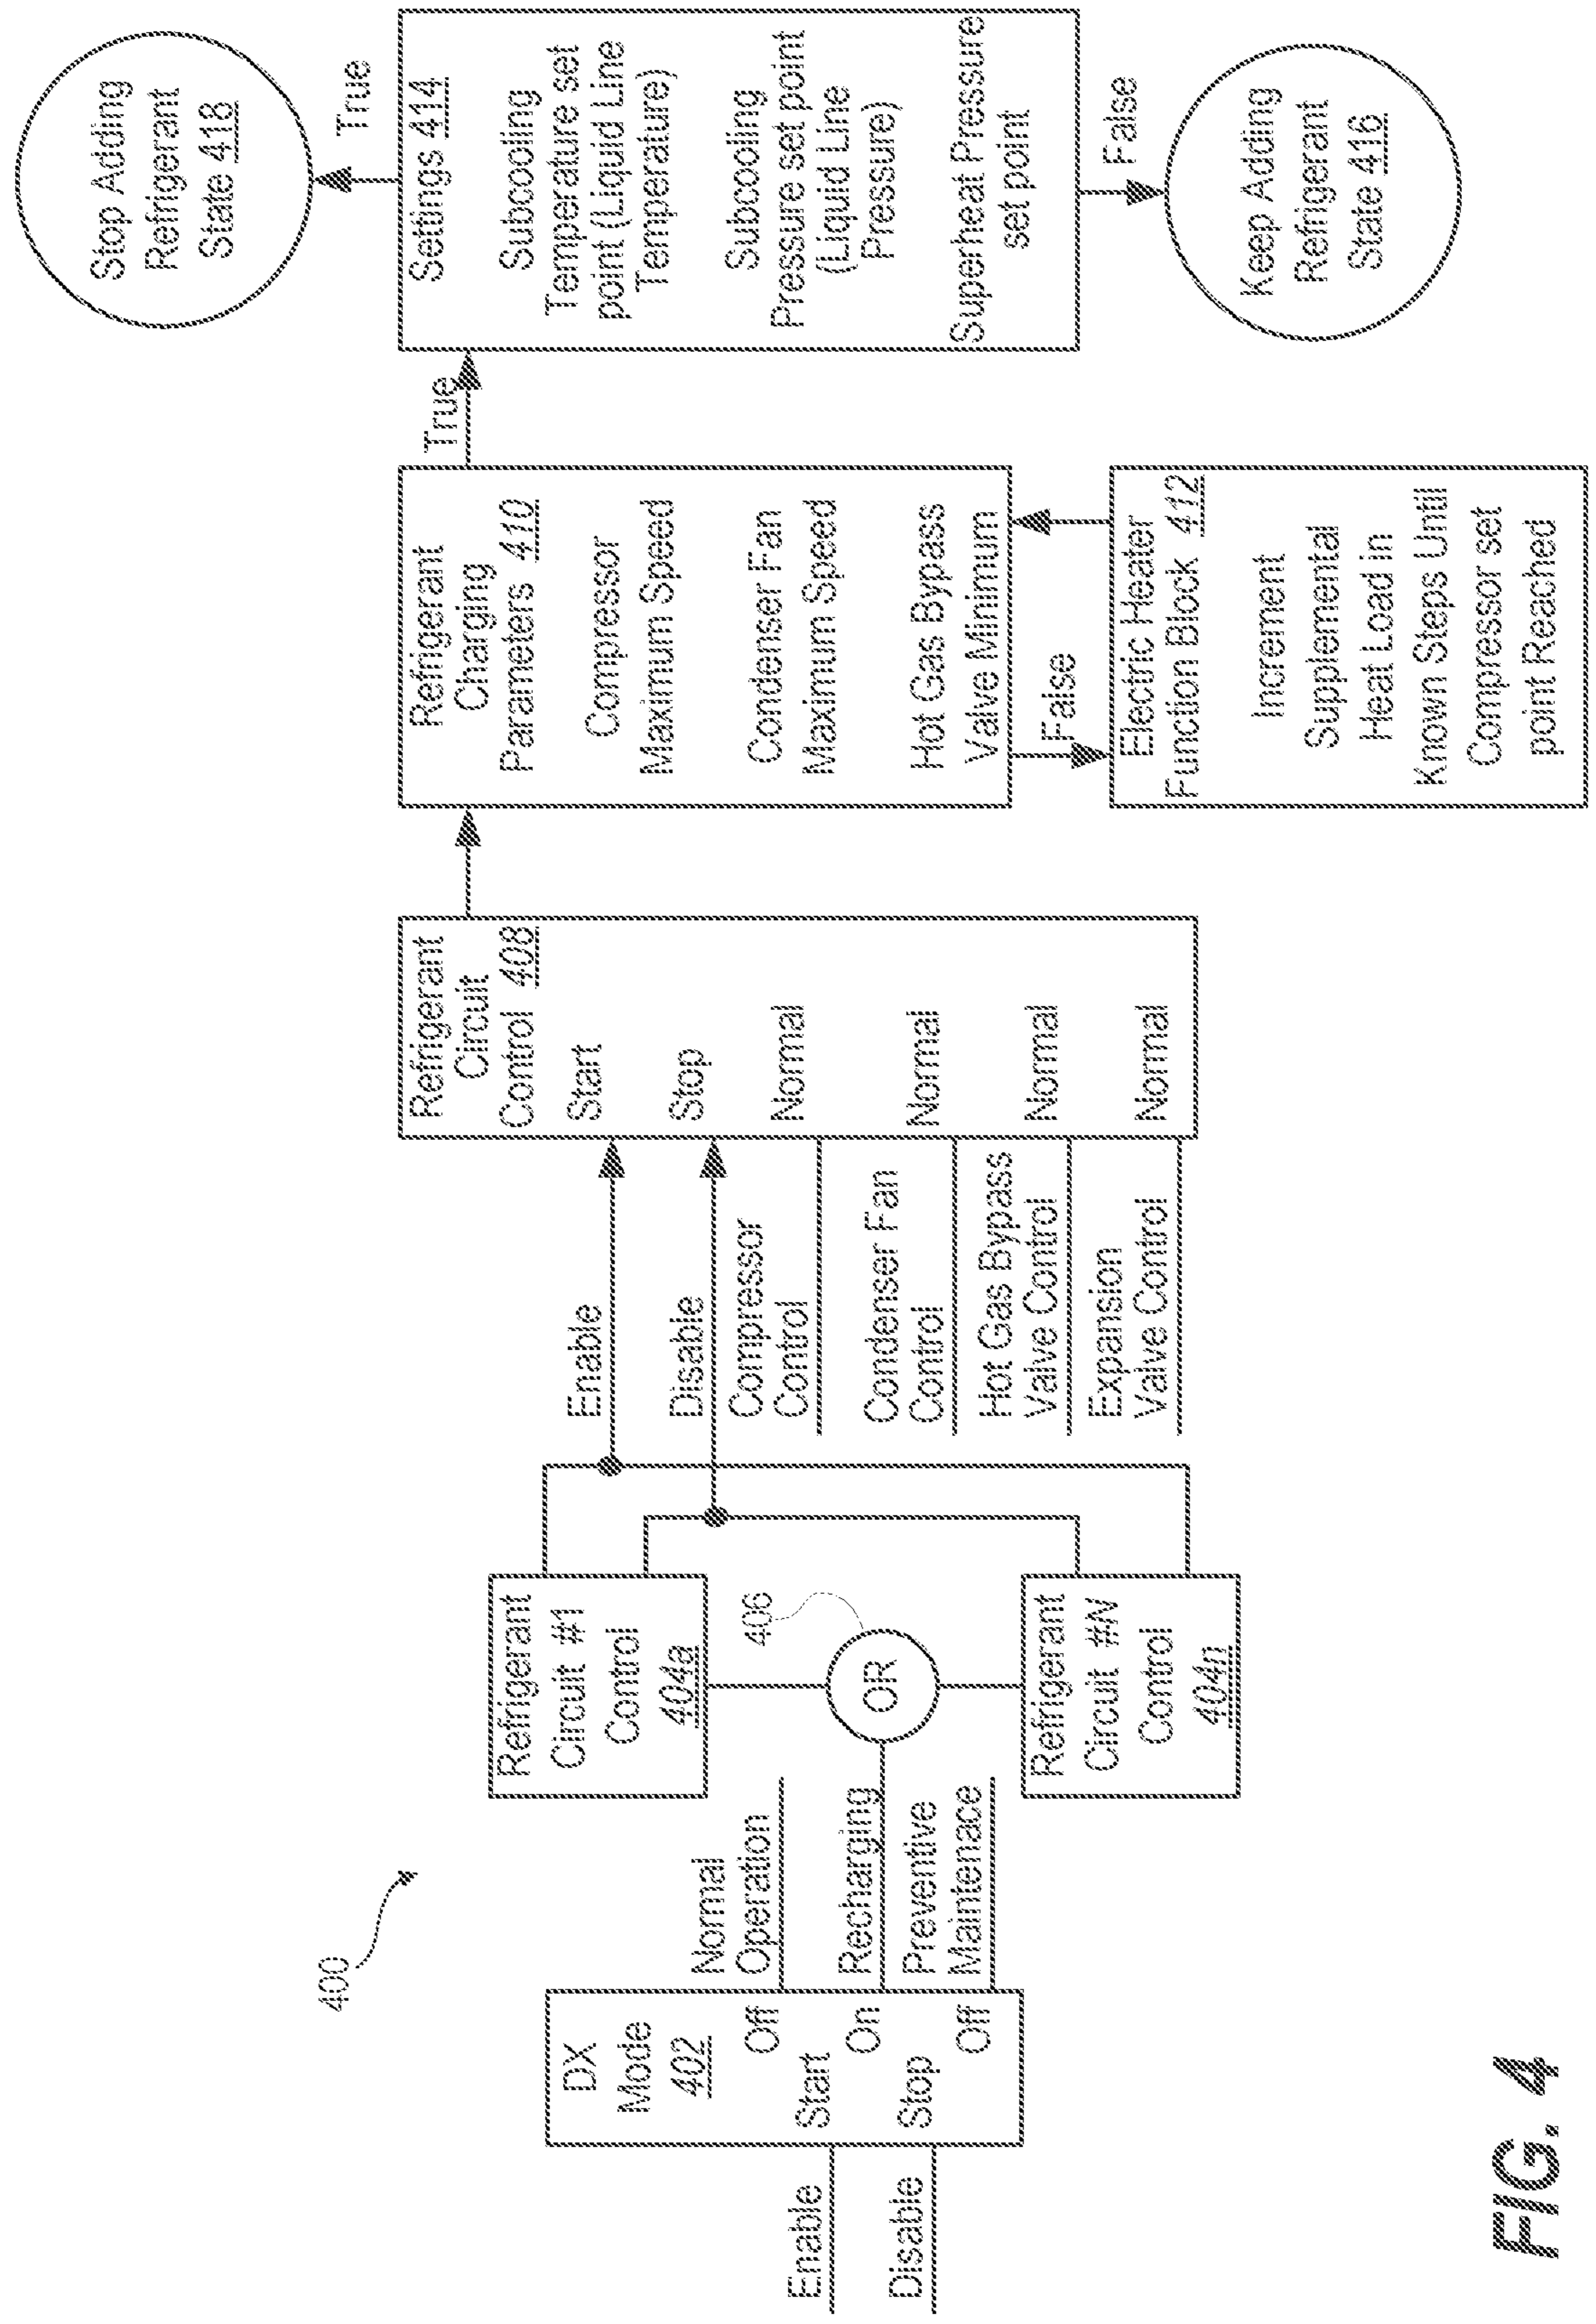 400
Enable
Disable
DX
Mode
402
Off
Start
On
Stop
Off
Normal
Operation
Recharging
Preventive
Maintenace
Refrigerant
Circuit #1
Control
404a
OR
406
Refrigerant
Circuit #N
Control
404n
Enable
Disable
Compressor
Control
Condenser Fan
Control
Hot Gas Bypass
Valve Control
Expansion
Valve Control
Refrigerant
Circuit
Control 408
Start
Stop
Normal
Normal
Normal
Normal
Refrigerant
Charging
Parameters 410
Compressor
Maximum Speed
Condenser Fan
Maximum Speed
Hot Gas Bypass
Valve Minimum
False
Electric Heater
Function Block 412
Increment
Supplemental
Heat Load in
Known Steps Until
Compressor set
point Reached
True
Settings 414
Subcooling
Temperature set
point (Liquid Line
Temperature)
Subcooling
Pressure set point
(Liquid Line
Pressure)
Superheat Pressure
set point
True
Stop Adding
Refrigerant
State 418
False
Keep Adding
Refrigerant
State 416
FIG. 4